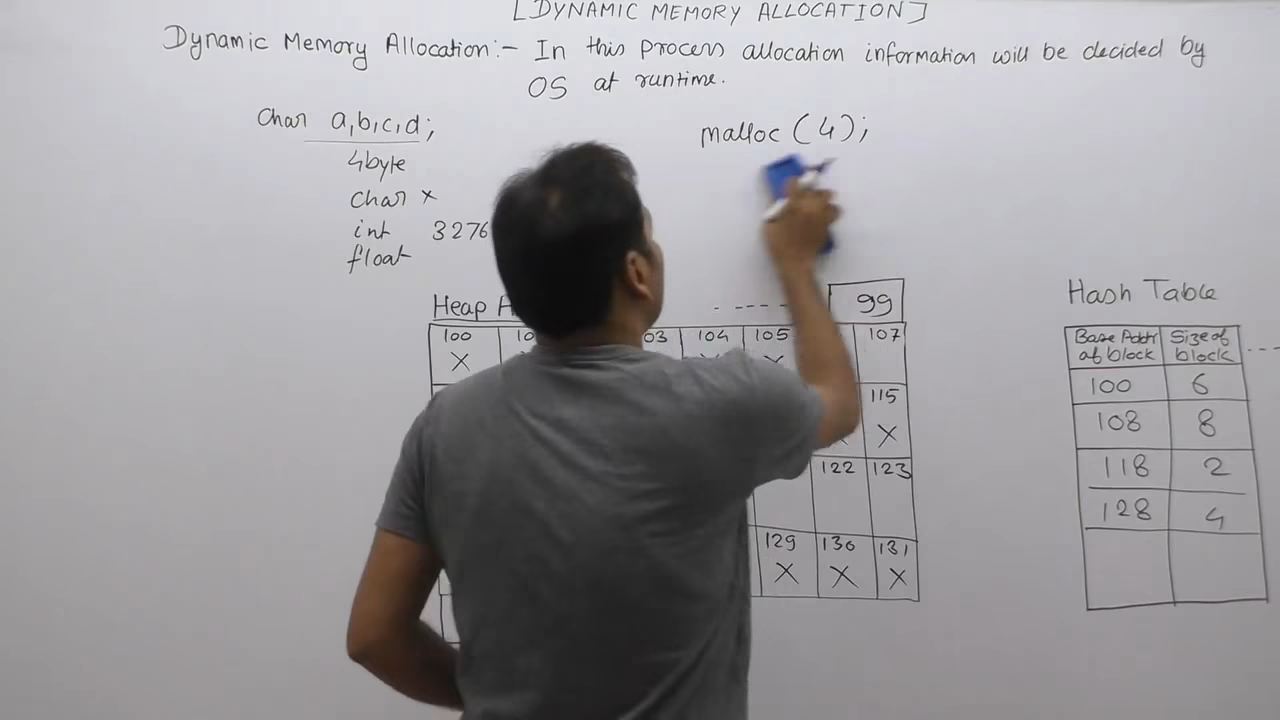 [DYNAMIC MEMORY ALLOCATION]
Dynamic Memory Allocation:- In this process allocation information will be decided by
OS at runtime.
Char a,b,c,d;
malloc (4);
4byte
char x
int 3276
float
Heap
---- 99
100 104 105 107
X
115
X
122 123
129 130 131
X X X
Hash Table
Base Addr of block Size of block ---
100 6
108 8
118 2
128 4